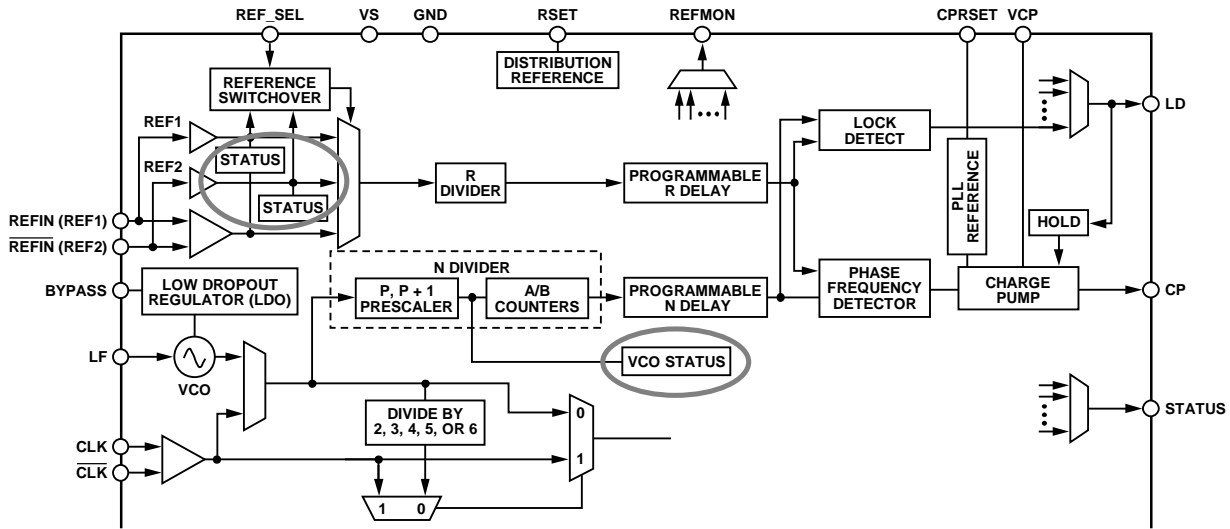 REF_SEL
VS
GND
RSET
REFMON
CPRSET
VCP
DISTRIBUTION
REFERENCE
REFERENCE
SWITCHOVER
REF1
STATUS
REF2
STATUS
R
DIVIDER
PROGRAMMABLE
R DELAY
LOCK
DETECT
LD
PLL
REFERENCE
HOLD
REFIN (REF1)
REFIN (REF2)
BYPASS
LOW DROPOUT
REGULATOR (LDO)
N DIVIDER
P, P + 1
PRESCALER
A/B
COUNTERS
PROGRAMMABLE
N DELAY
PHASE
FREQUENCY
DETECTOR
CHARGE
PUMP
CP
LF
VCO
VCO STATUS
DIVIDE BY
2, 3, 4, 5, OR 6
0
1
STATUS
CLK
CLK
1 0